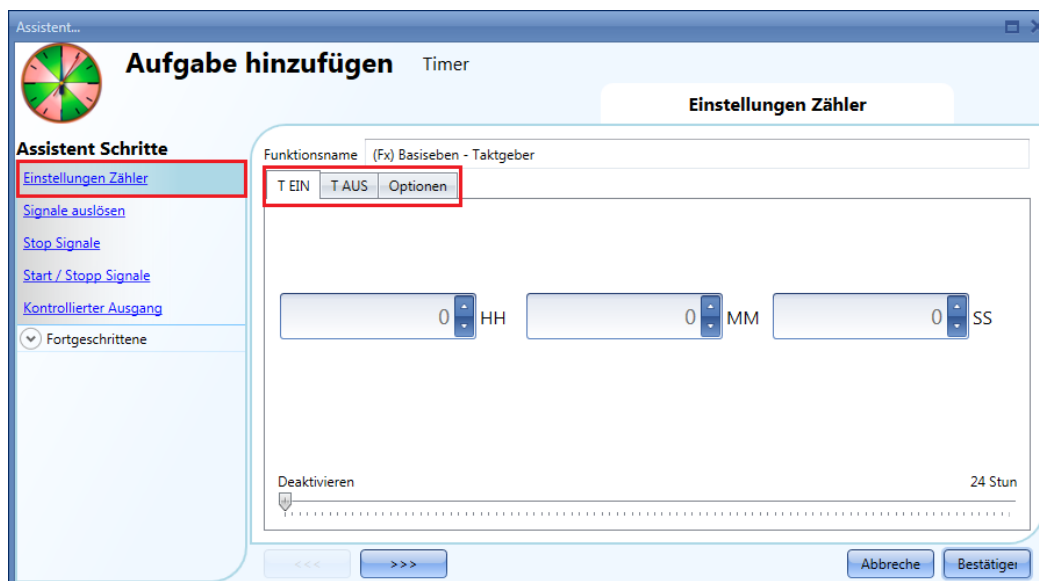 Assistent...
Aufgabe hinzufügen Timer
Einstellungen Zähler
Assistent Schritte
Einstellungen Zähler
Signale auslösen
Stop Signale
Start / Stopp Signale
Kontrollierter Ausgang
Fortgeschrittene
Funktionsname (Fx) Basiseben - Taktgeber
T EIN T AUS Optionen
0 HH 0 MM 0 SS
Deaktivieren 24 Stun
<<< >>> Abbreche Bestätiger